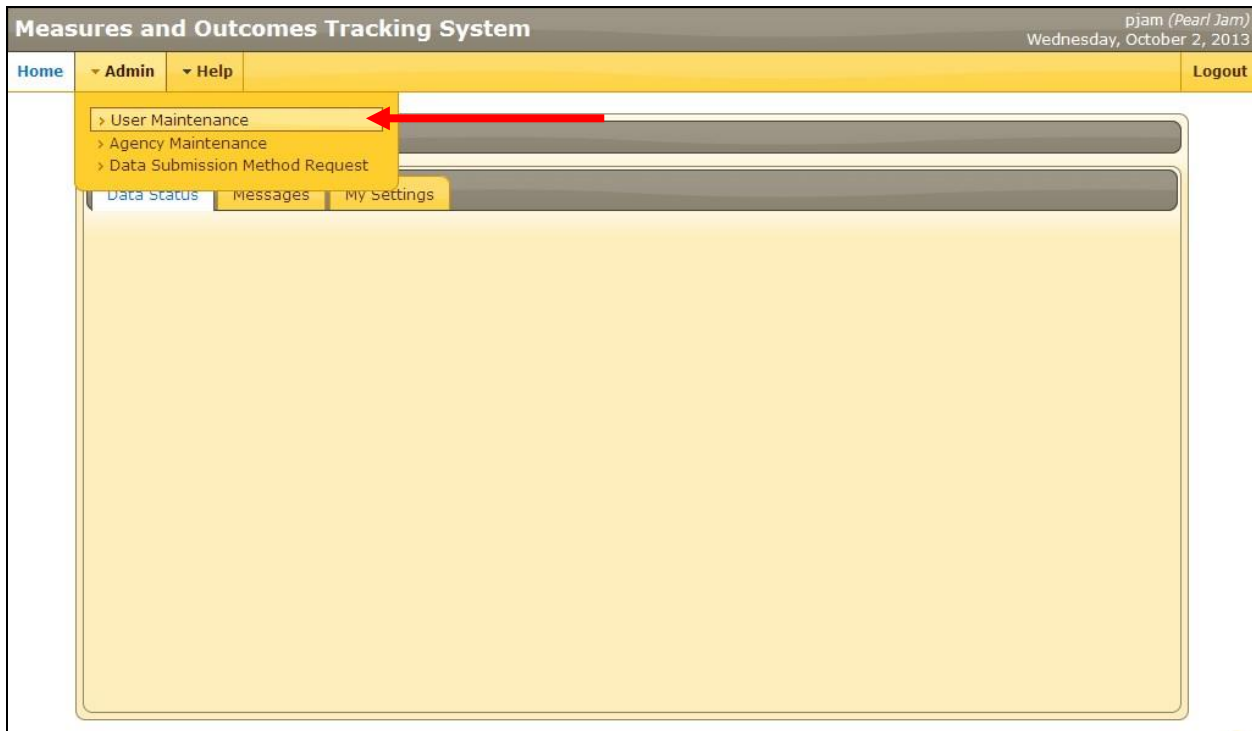 Measures and Outcomes Tracking System
pjam (Pearl Jam)
Wednesday, October 2, 2013
Home Admin Help Logout
> User Maintenance
> Agency Maintenance
> Data Submission Method Request
Data Status Messages My Settings